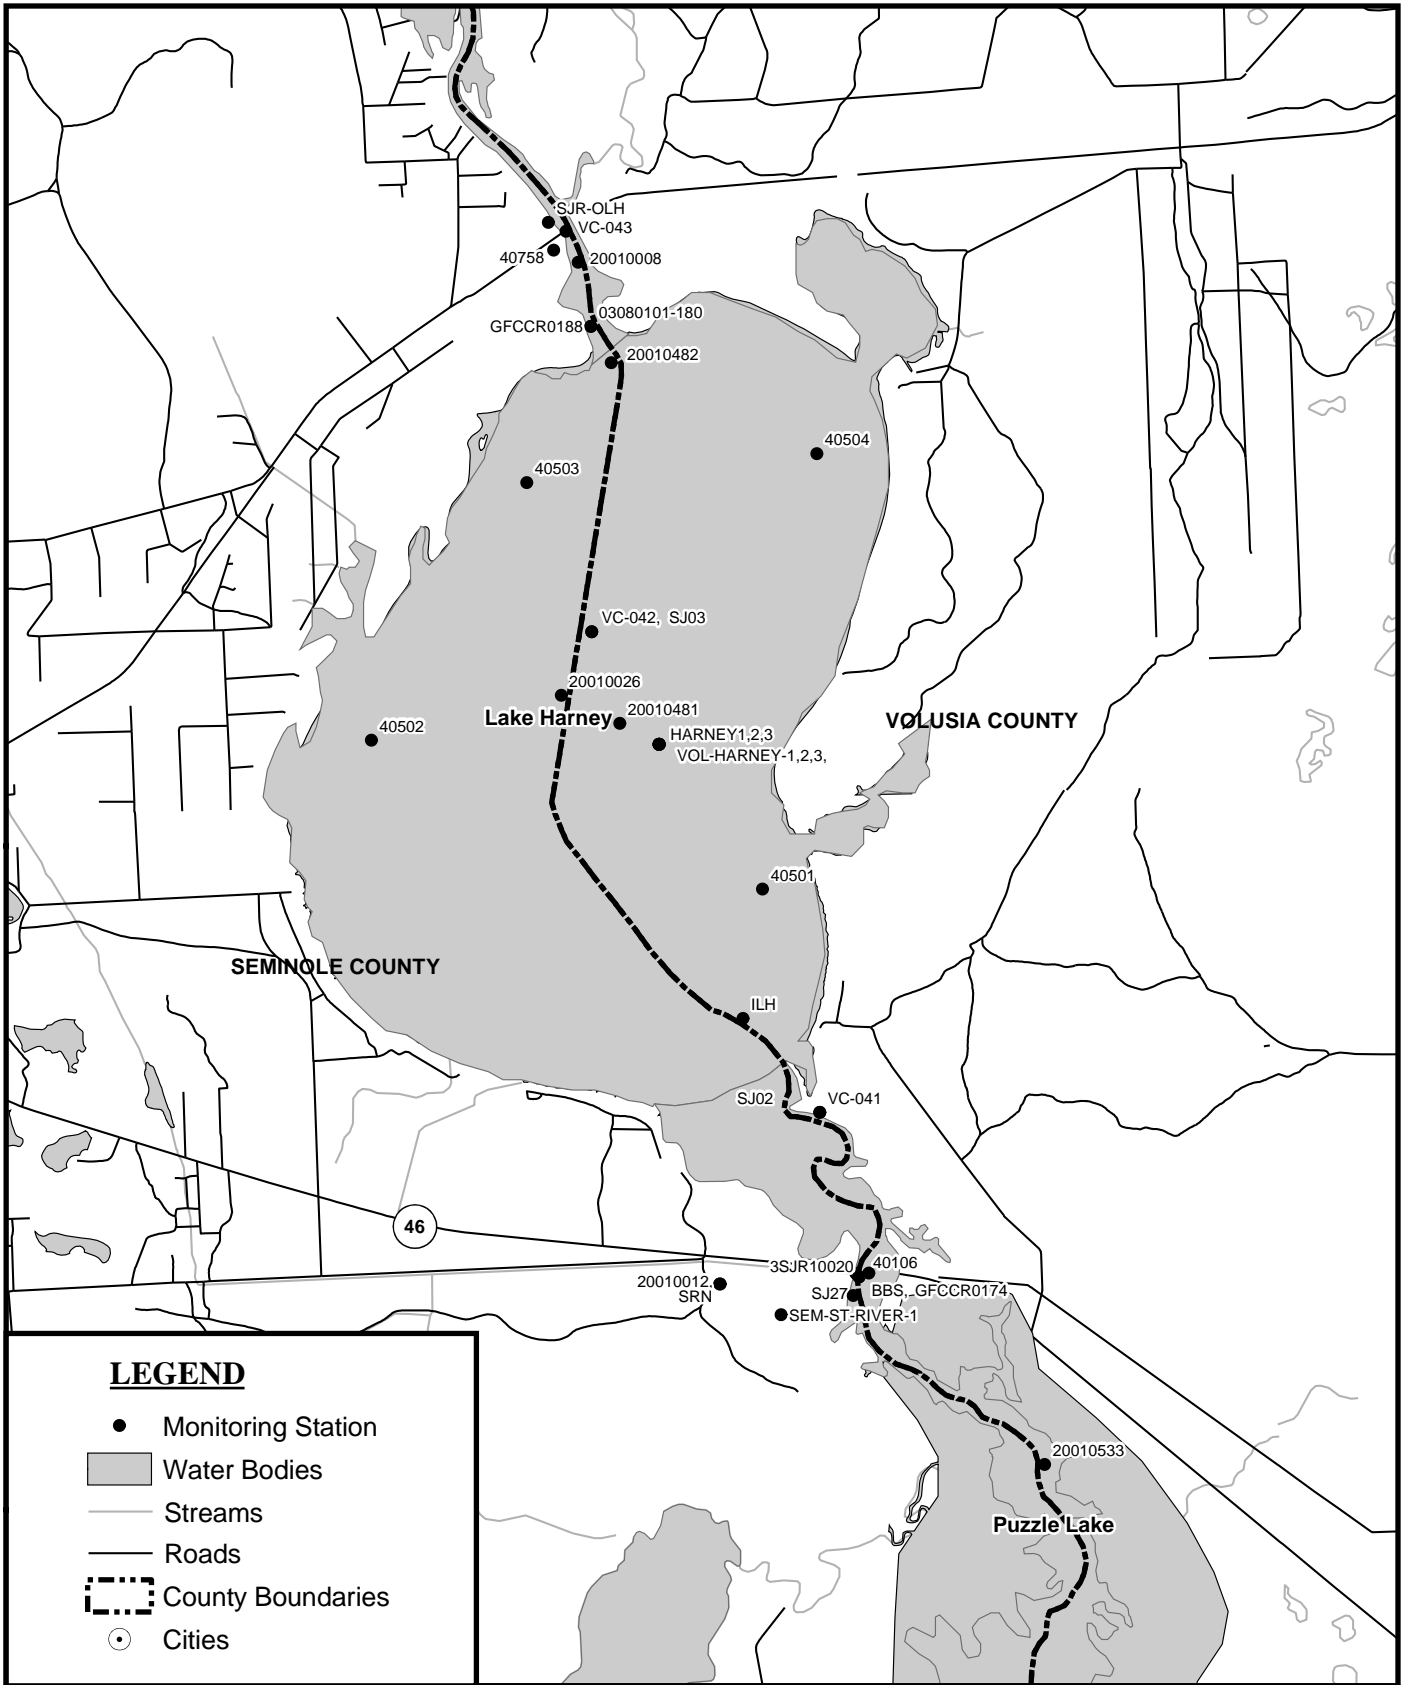 SJR-OLH
VC-043
40758
20010008
03080101-180
GFCCR0188
20010482
40504
40503
VC-042, SJ03
20010026
20010481
Lake Harney
VOLUSIA COUNTY
40502
HARNEY1,2,3
VOL-HARNEY-1,2,3,
40501
SEMINOLE COUNTY
ILH
SJ02
VC-041
46
3SJR10020
40106
20010012,
SRN
SJ27
BBS, GFCCR0174
SEM-ST-RIVER-1
20010533
Puzzle Lake
LEGEND
Monitoring Station
Water Bodies
Streams
Roads
County Boundaries
Cities